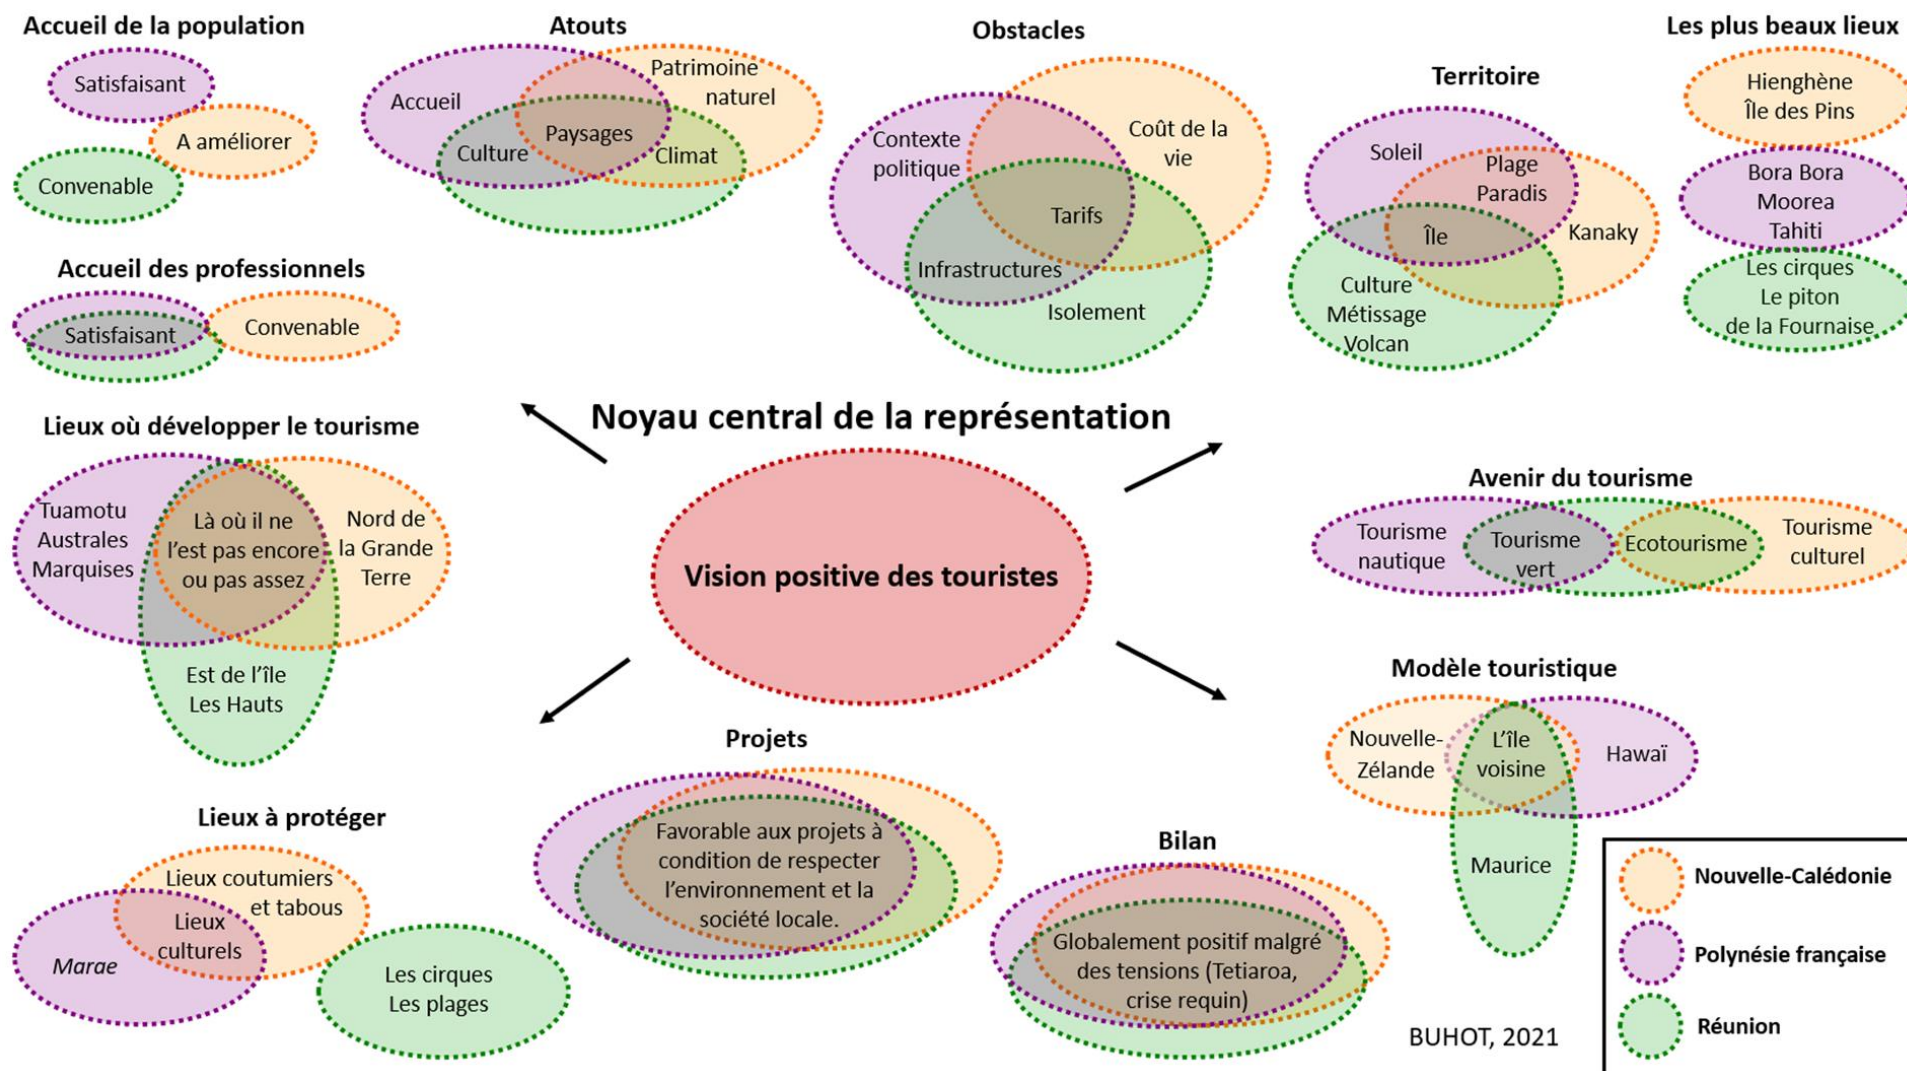 Accueil de la population
Satisfaisant
A améliorer
Convenable
Atouts
Accueil
Patrimoine
naturel
Paysages
Culture
Climat
Obstacles
Contexte
politique
Coût de la
vie
Tarifs
Infrastructures
Isolement
Territoire
Soleil
Plage
Paradis
Île
Kanaky
Culture
Métissage
Volcan
Les plus beaux lieux
Hienghène
Île des Pins
Bora Bora
Moorea
Tahiti
Les cirques
Le piton
de la Fournaise
Accueil des professionnels
Satisfaisant
Convenable
Noyau central de la représentation
Vision positive des touristes
Lieux où développer le tourisme
Tuamotu
Australes
Marquises
Là où il ne
l'est pas encore
ou pas assez
Nord de
la Grande
Terre
Est de l'île
Les Hauts
Avenir du tourisme
Tourisme
nautique
Tourisme
vert
Ecotourisme
Tourisme
culturel
Modèle touristique
Nouvelle-
Zélande
L'île
voisine
Hawaï
Maurice
Lieux à protéger
Lieux coutumiers
et tabous
Lieux
culturels
Marae
Les cirques
Les plages
Projets
Favorable aux projets à
condition de respecter
l'environnement et la
société locale.
Bilan
Globalement positif malgré
des tensions (Tetiaroa,
crise requin)
BUHOT, 2021
Nouvelle-Calédonie
Polynésie française
Réunion